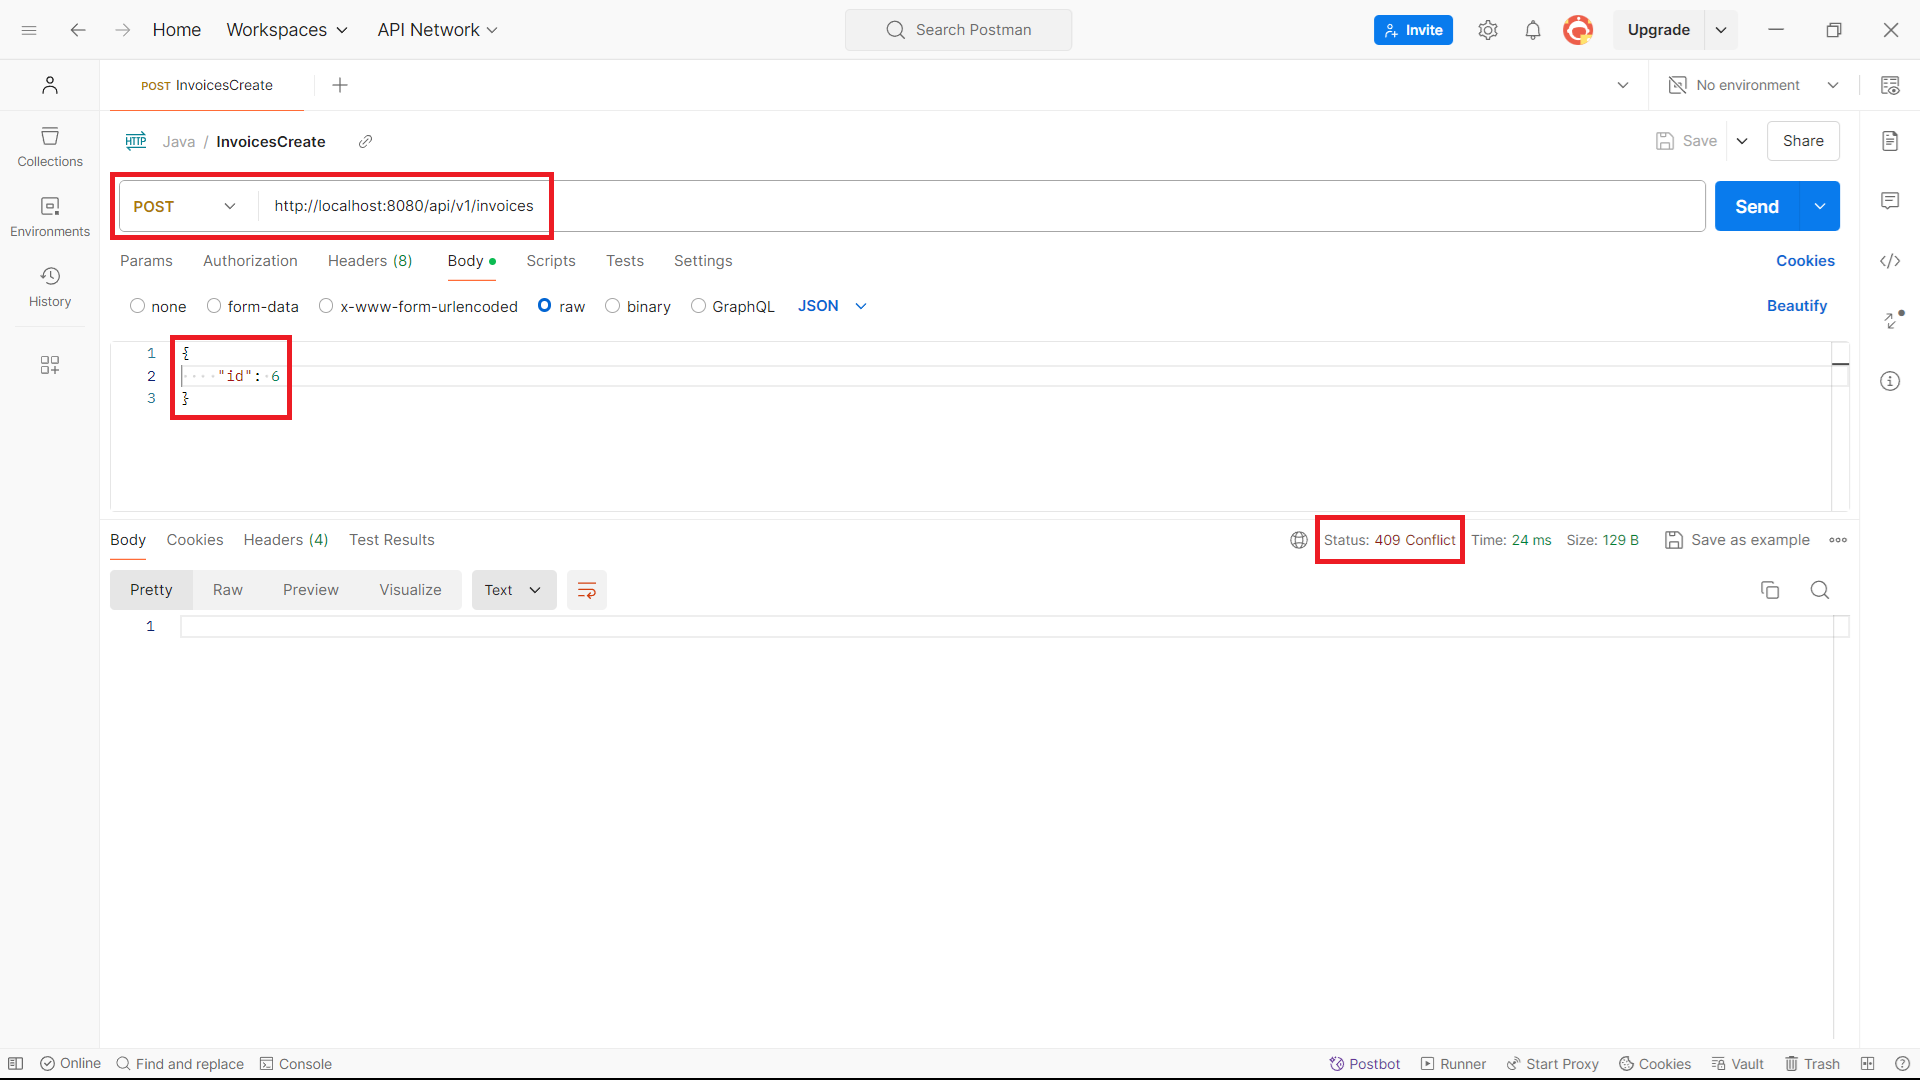 Home Workspaces API Network Search Postman Invite Upgrade
POST InvoicesCreate No environment
HTTP Java / InvoicesCreate Save Share
POST http://localhost:8080/api/v1/invoices Send
Params Authorization Headers (8) Body Scripts Tests Settings Cookies
none form-data x-www-form-urlencoded raw binary GraphQL JSON Beautify
Collections
Environments
History
1 {
2 ····"id":·6
3 }
Body Cookies Headers (4) Test Results Status: 409 Conflict Time: 24 ms Size: 129 B Save as example
Pretty Raw Preview Visualize Text
1
Online Find and replace Console Postbot Runner Start Proxy Cookies Vault Trash